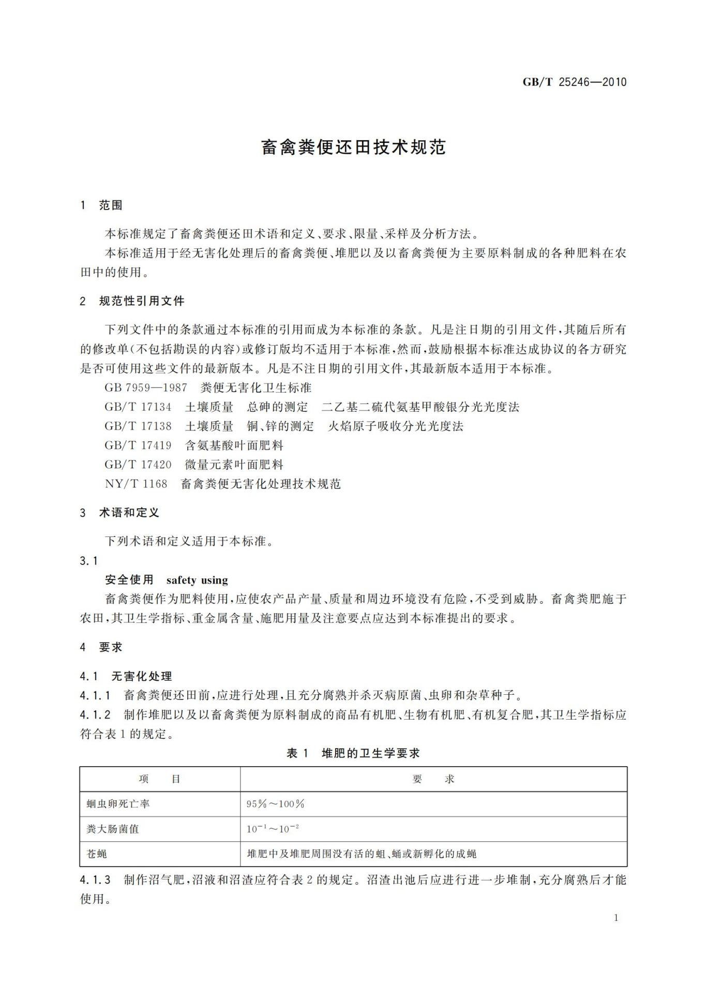 GB/T 25246—2010
畜禽粪便还田技术规范
1 范围
本标准规定了畜禽粪便还田术语和定义、要求、限量、采样及分析方法。
本标准适用于经无害化处理后的畜禽粪便、堆肥以及以畜禽粪便为主要原料制成的各种肥料在农
田中的使用。
2 规范性引用文件
下列文件中的条款通过本标准的引用而成为本标准的条款。凡是注日期的引用文件,其随后所有
的修改单(不包括勘误的内容)或修订版均不适用于本标准,然而,鼓励根据本标准达成协议的各方研究
是否可使用这些文件的最新版本。凡是不注日期的引用文件,其最新版本适用于本标准。
GB 7959—1987 粪便无害化卫生标准
GB/T 17134 土壤质量 总砷的测定 二乙基二硫代氨基甲酸银分光光度法
GB/T 17138 土壤质量 铜、锌的测定 火焰原子吸收分光光度法
GB/T 17419 含氨基酸叶面肥料
GB/T 17420 微量元素叶面肥料
NY/T 1168 畜禽粪便无害化处理技术规范
3 术语和定义
下列术语和定义适用于本标准。
3.1
安全使用 safety using
畜禽粪便作为肥料使用,应使农产品产量、质量和周边环境没有危险,不受到威胁。畜禽粪肥施于
农田,其卫生学指标、重金属含量、施肥用量及注意要点应达到本标准提出的要求。
4 要求
4.1 无害化处理
4.1.1 畜禽粪便还田前,应进行处理,且充分腐熟并杀灭病原菌、虫卵和杂草种子。
4.1.2 制作堆肥以及以畜禽粪便为原料制成的商品有机肥、生物有机肥、有机复合肥,其卫生学指标应
符合表 1 的规定。
表 1 堆肥的卫生学要求
项 目 要 求
蛔虫卵死亡率 95%～100%
粪大肠菌值 10⁻¹～10⁻²
苍蝇 堆肥中及堆肥周围没有活的蛆、蛹或新孵化的成蝇
4.1.3 制作沼气肥,沼液和沼渣应符合表 2 的规定。沼渣出池后应进行进一步堆制,充分腐熟后才能
使用。
1